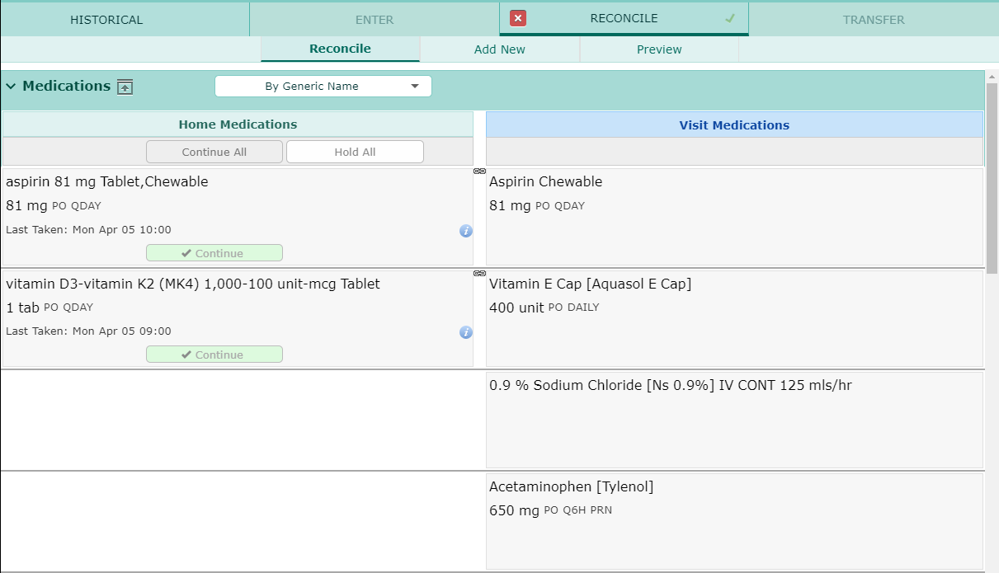 HISTORICAL
ENTER
RECONCILE
TRANSFER
Reconcile
Add New
Preview
Medications
By Generic Name
Home Medications
Visit Medications
Continue All
Hold All
aspirin 81 mg Tablet,Chewable
81 mg PO QDAY
Last Taken: Mon Apr 05 10:00
Continue
Aspirin Chewable
81 mg PO QDAY
vitamin D3-vitamin K2 (MK4) 1,000-100 unit-mcg Tablet
1 tab PO QDAY
Last Taken: Mon Apr 05 09:00
Continue
Vitamin E Cap [Aquasol E Cap]
400 unit PO DAILY
0.9 % Sodium Chloride [Ns 0.9%] IV CONT 125 mls/hr
Acetaminophen [Tylenol]
650 mg PO Q6H PRN